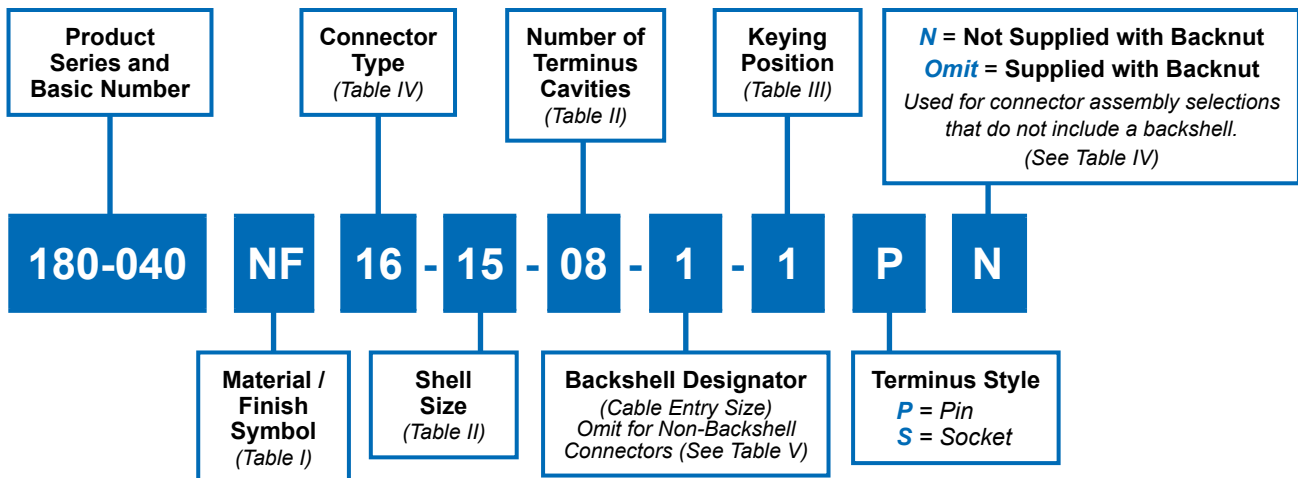 Product
Series and
Basic Number
Connector
Type
(Table IV)
Number of
Terminus
Cavities
(Table II)
Keying
Position
(Table III)
N = Not Supplied with Backnut
Omit = Supplied with Backnut
Used for connector assembly selections
that do not include a backshell.
(See Table IV)
180-040 NF 16 - 15 - 08 - 1 - 1 P N
Material /
Finish
Symbol
(Table I)
Shell
Size
(Table II)
Backshell Designator
(Cable Entry Size)
Omit for Non-Backshell
Connectors (See Table V)
Terminus Style
P = Pin
S = Socket